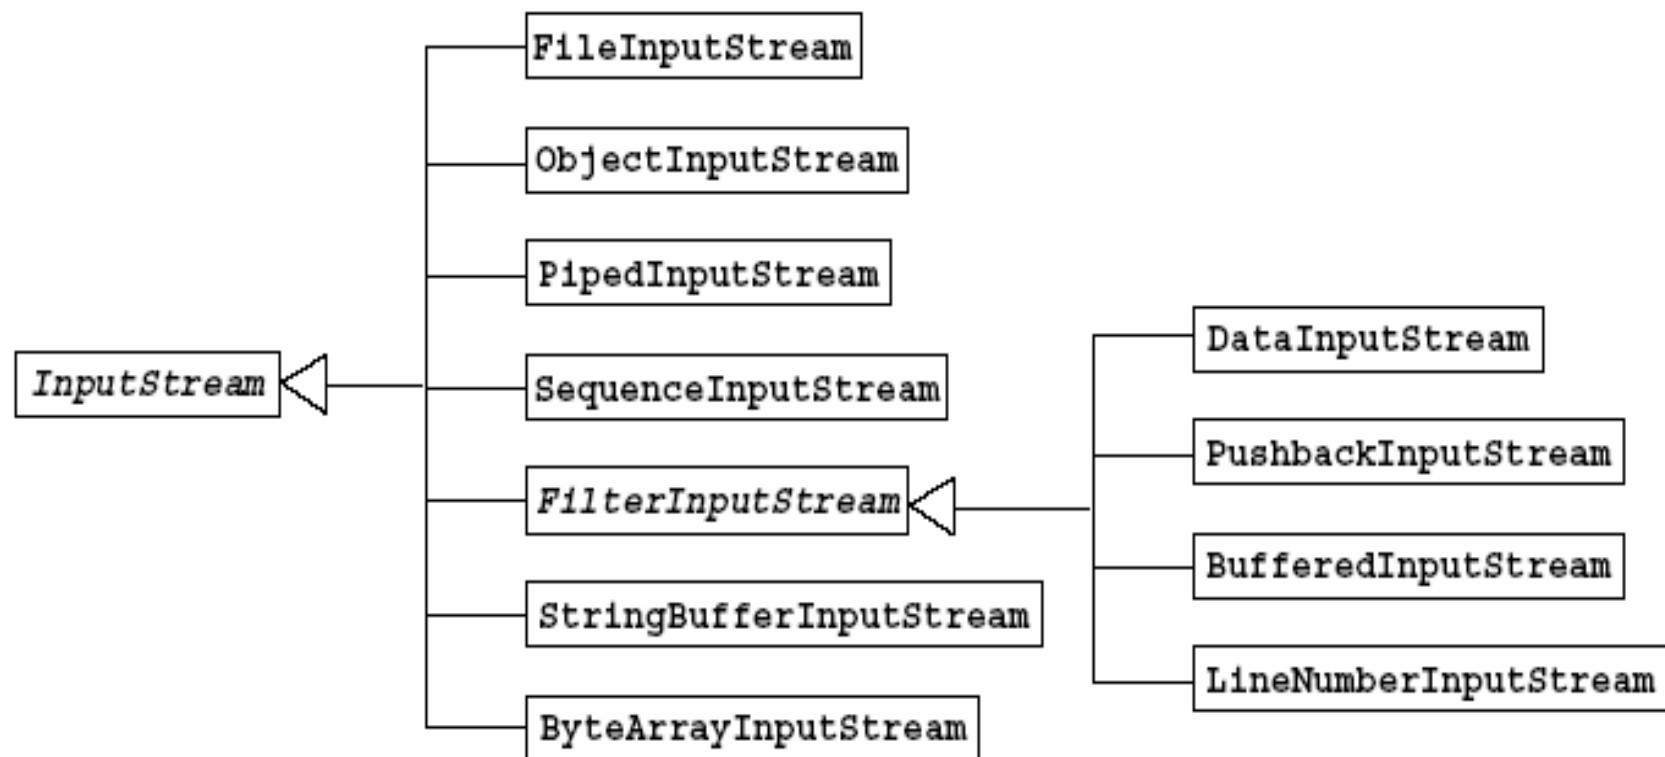 FileInputStream
ObjectInputStream
PipedInputStream
InputStream
SequenceInputStream
FilterInputStream
StringBufferInputStream
ByteArrayInputStream
DataInputStream
PushbackInputStream
BufferedInputStream
LineNumberInputStream